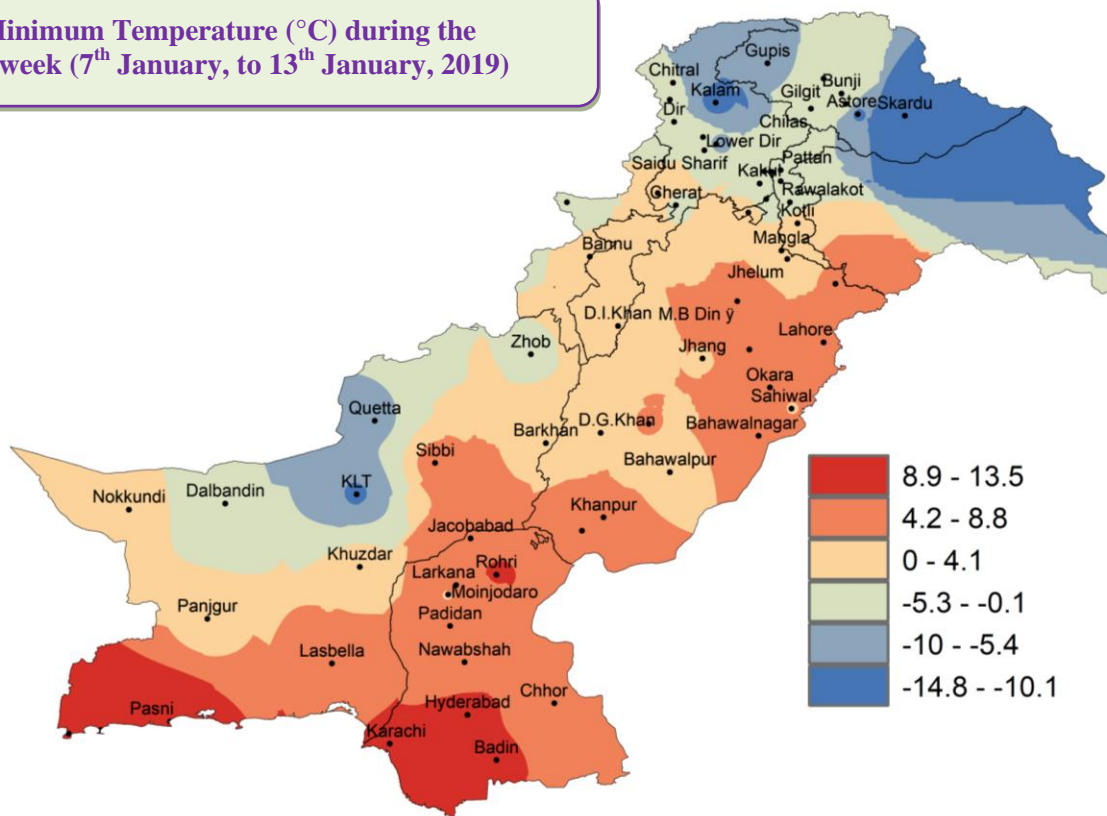 Minimum Temperature (°C) during the
week (7th January, to 13th January, 2019)
Gupis
Chitral
Bunji
Kalam
Gilgit
Astore
Skardu
Dir
Chilas
Lower Dir
Pattan
Saidu Sharif
Kakul
Rawalakot
Cherat
Kotli
Mangla
Bannu
Jhelum
D.I.Khan
M.B Din ÿ
Lahore
Zhob
Jhang
Okara
Sahiwal
Quetta
D.G.Khan
Bahawalnagar
Barkhan
Sibbi
Bahawalpur
KLT
Dalbandin
Nokkundi
Khanpur
Jacobabad
Khuzdar
Rohri
Larkana
Moinjodaro
Panjgur
Padidan
Lasbella
Nawabshah
Chhor
Pasni
Hyderabad
Karachi
Badin
8.9 - 13.5
4.2 - 8.8
0 - 4.1
-5.3 - -0.1
-10 - -5.4
-14.8 - -10.1